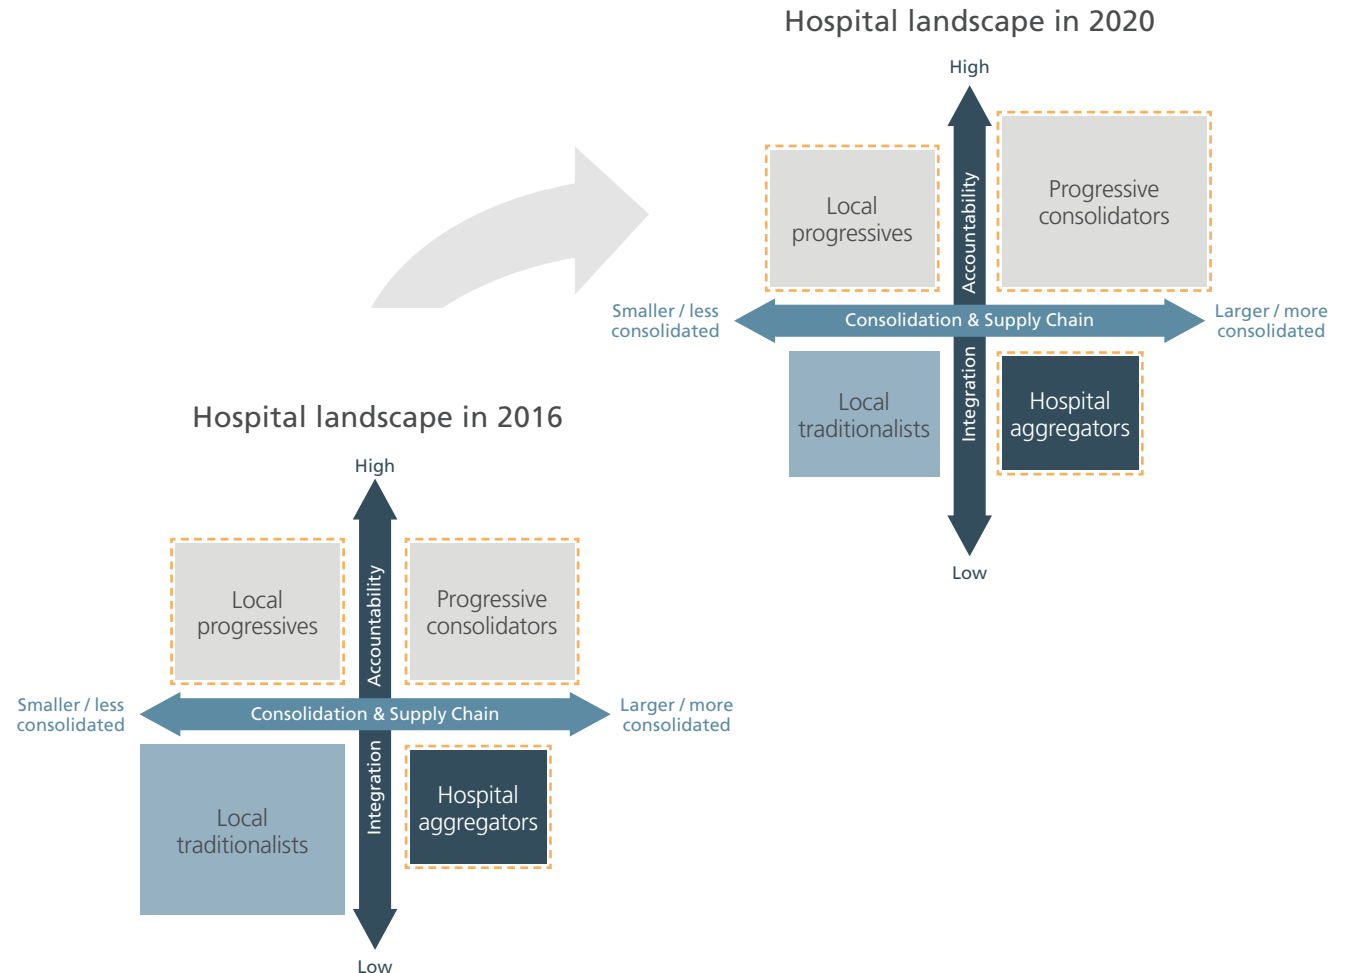 Hospital landscape in 2020
High
Local
progressives
Accountability
Progressive
consolidators
Smaller / less
consolidated
Consolidation & Supply Chain
Larger / more
consolidated
Local
traditionalists
Integration
Hospital
aggregators
Low
Hospital landscape in 2016
High
Local
progressives
Accountability
Progressive
consolidators
Smaller / less
consolidated
Consolidation & Supply Chain
Larger / more
consolidated
Local
traditionalists
Integration
Hospital
aggregators
Low